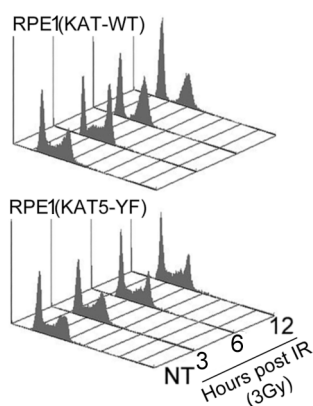 RPE1(KAT-WT)
RPE1(KAT5-YF)
NT 3 6 12
Hours post IR
(3Gy)